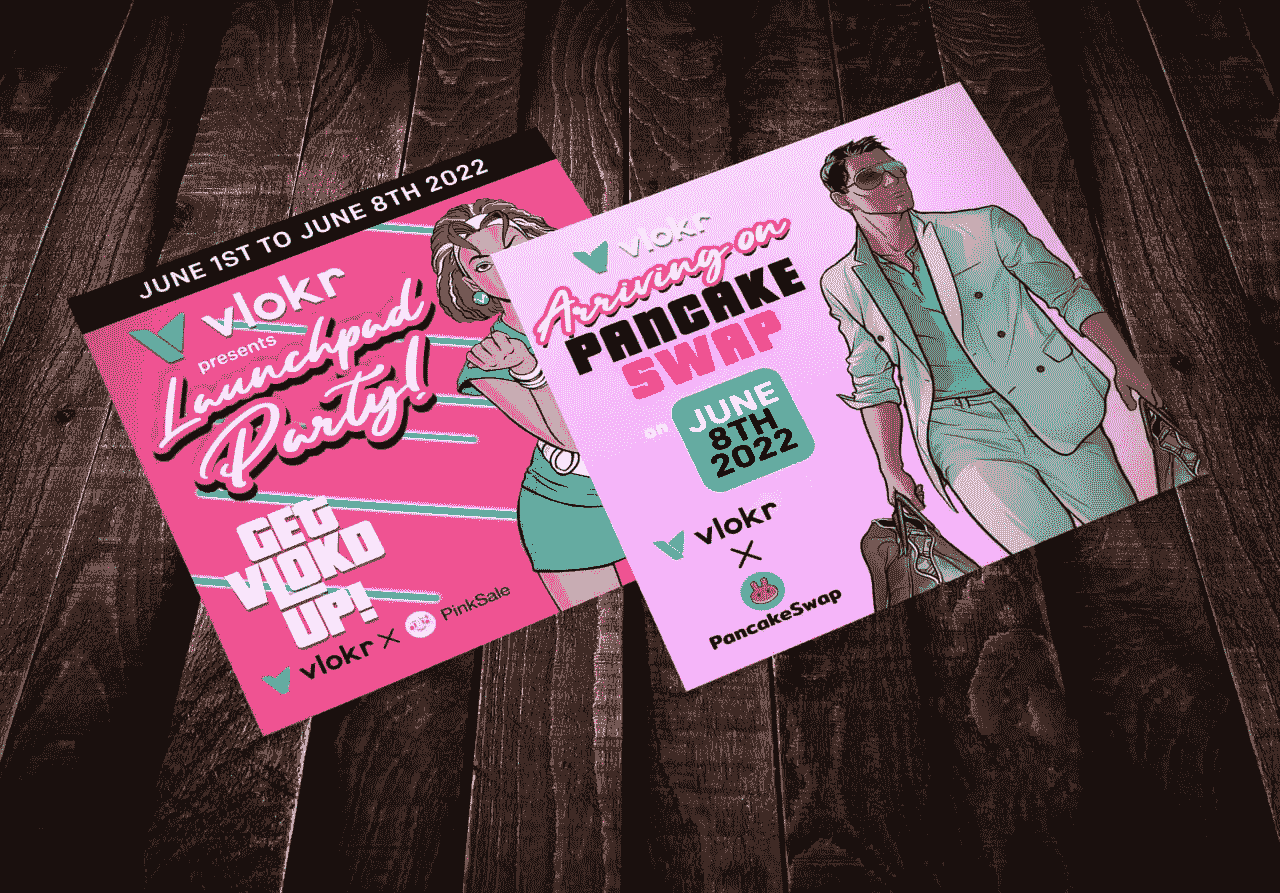 JUNE 1ST TO JUNE 8TH 2022
vlokr
presents
Launchpad
Party!
GET
VLOKD
UP!
vlokr X PinkSale
vlokr
Arriving on
PANCAKE
SWAP
on
JUNE
8TH
2022
vlokr
X
PancakeSwap